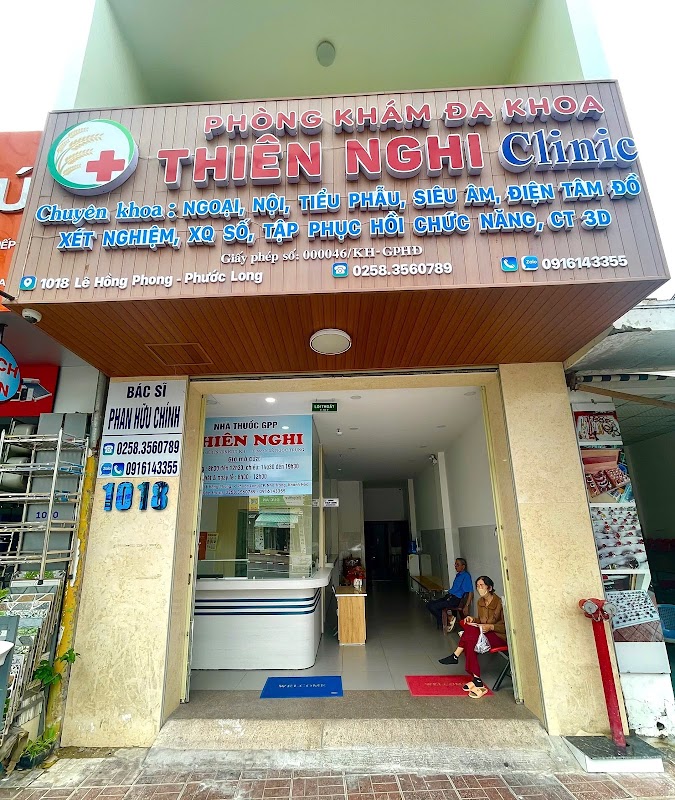 PHÒNG KHÁM ĐA KHOA
THIÊN NGHI Clinic
Chuyên khoa : NGOẠI, NỘI, TIỂU PHẪU, SIÊU ÂM, ĐIỆN TÂM ĐỒ
XÉT NGHIỆM, XQ SỐ, TẬP PHỤC HỒI CHỨC NĂNG, CT 3D
Giấy phép số: 000046/KH-GPHĐ
1018 Lê Hồng Phong - Phước Long
0258.3560789
Zalo
0916143355
BÁC SĨ
PHAN HỮU CHÍNH
0258.3560789
0916143355
1018
NHÀ THUỐC GPP
THIÊN NGHI
LỐI THOÁT
WELCOME
WELCOME